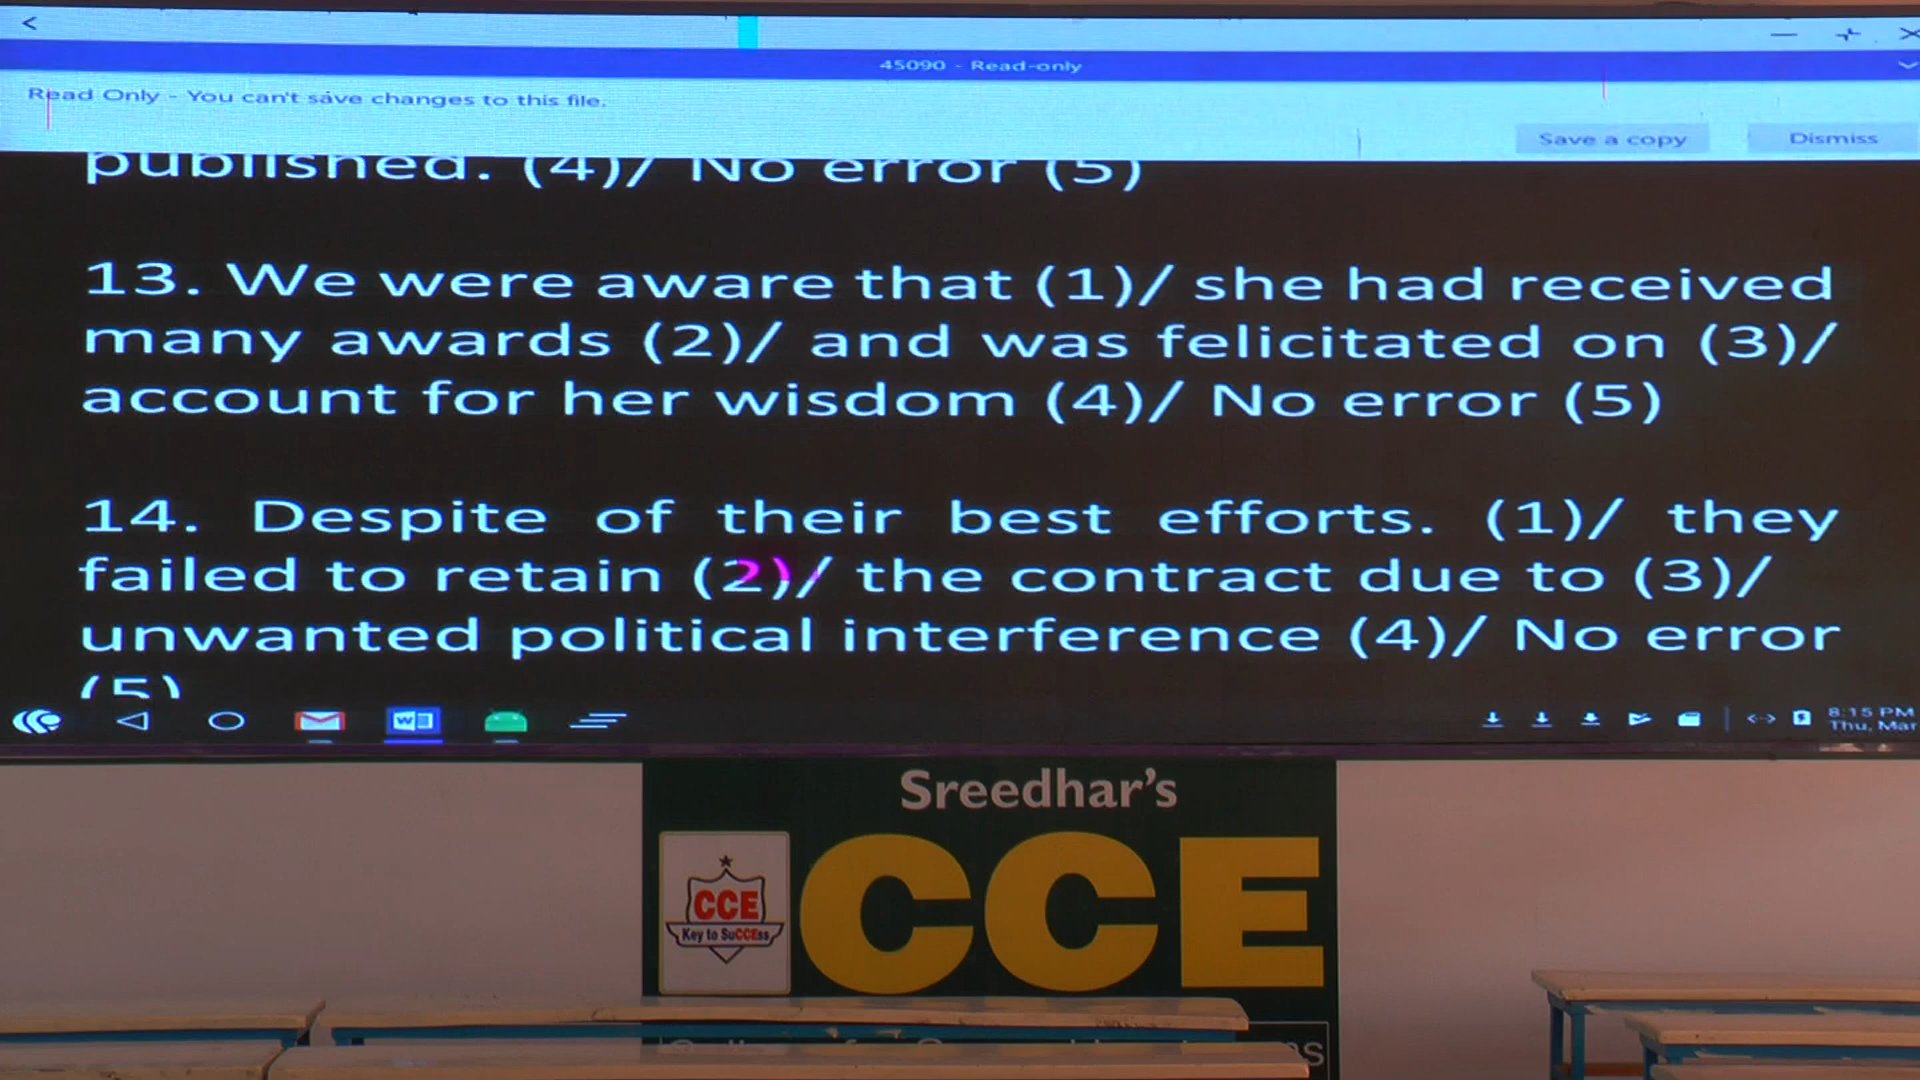 45090 - Read-only
Read Only - You can't save changes to this file.
Save a copy
Dismiss
published. (4)/ No error (5)
13. We were aware that (1)/ she had received
many awards (2)/ and was felicitated on (3)/
account for her wisdom (4)/ No error (5)
14. Despite of their best efforts. (1)/ they
failed to retain (2)/ the contract due to (3)/
unwanted political interference (4)/ No error
(5)
8:15 PM
Thu, Mar
Sreedhar's
CCE
CCE
Key to SuCCEss